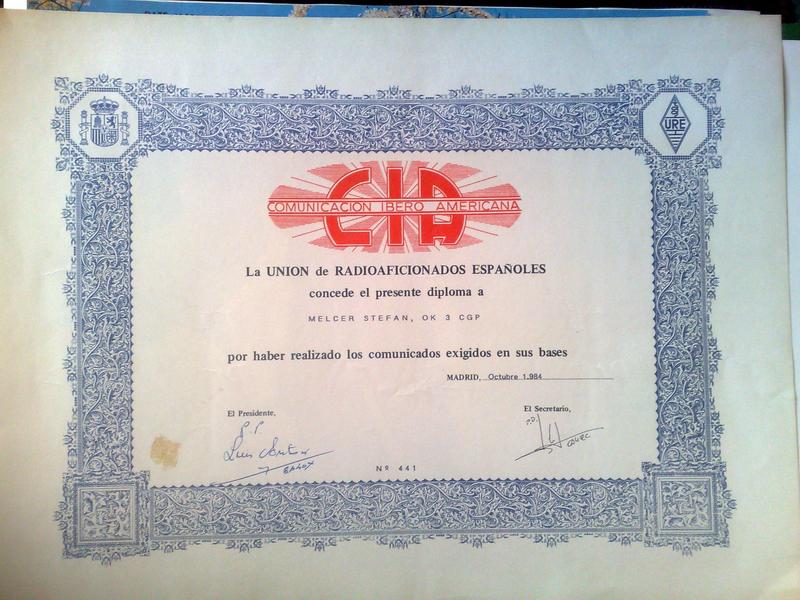 URE
CIA
COMUNICACION IBERO AMERICANA
La UNION de RADIOAFICIONADOS ESPAÑOLES
concede el presente diploma a
MELCER STEFAN, OK 3 CGP
por haber realizado los comunicados exigidos en sus bases
MADRID, Octubre 1.984
El Presidente,
El Secretario,
P.P.
P.O.
Nº 441